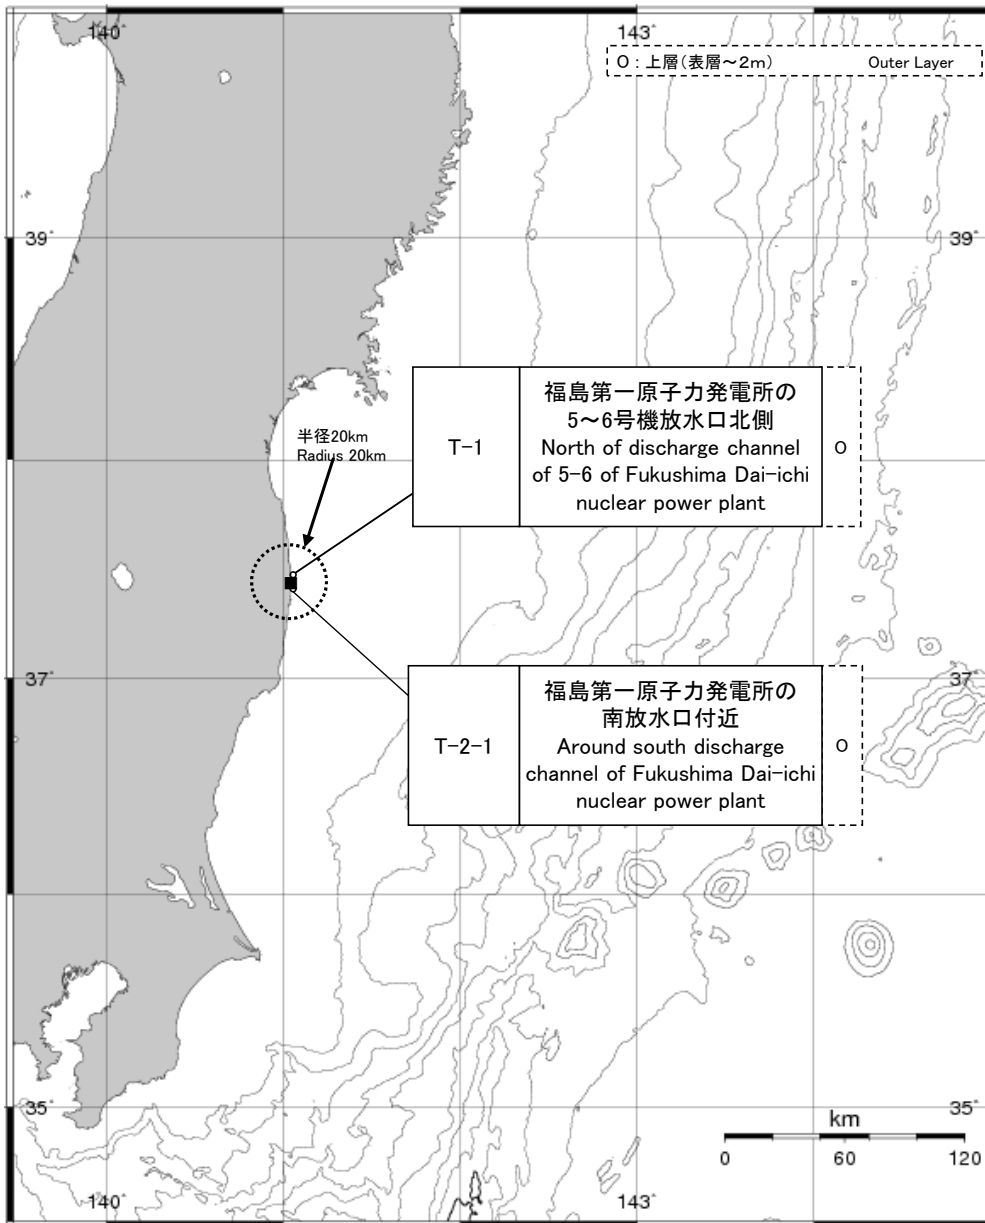 140°
143°
O : 上層(表層～2m) Outer Layer
39°
39°
半径20km
Radius 20km
T-1
福島第一原子力発電所の
5～6号機放水口北側
North of discharge channel
of 5-6 of Fukushima Dai-ichi
nuclear power plant
O
37°
37°
T-2-1
福島第一原子力発電所の
南放水口付近
Around south discharge
channel of Fukushima Dai-ichi
nuclear power plant
O
35°
35°
km
0 60 120
140°
143°